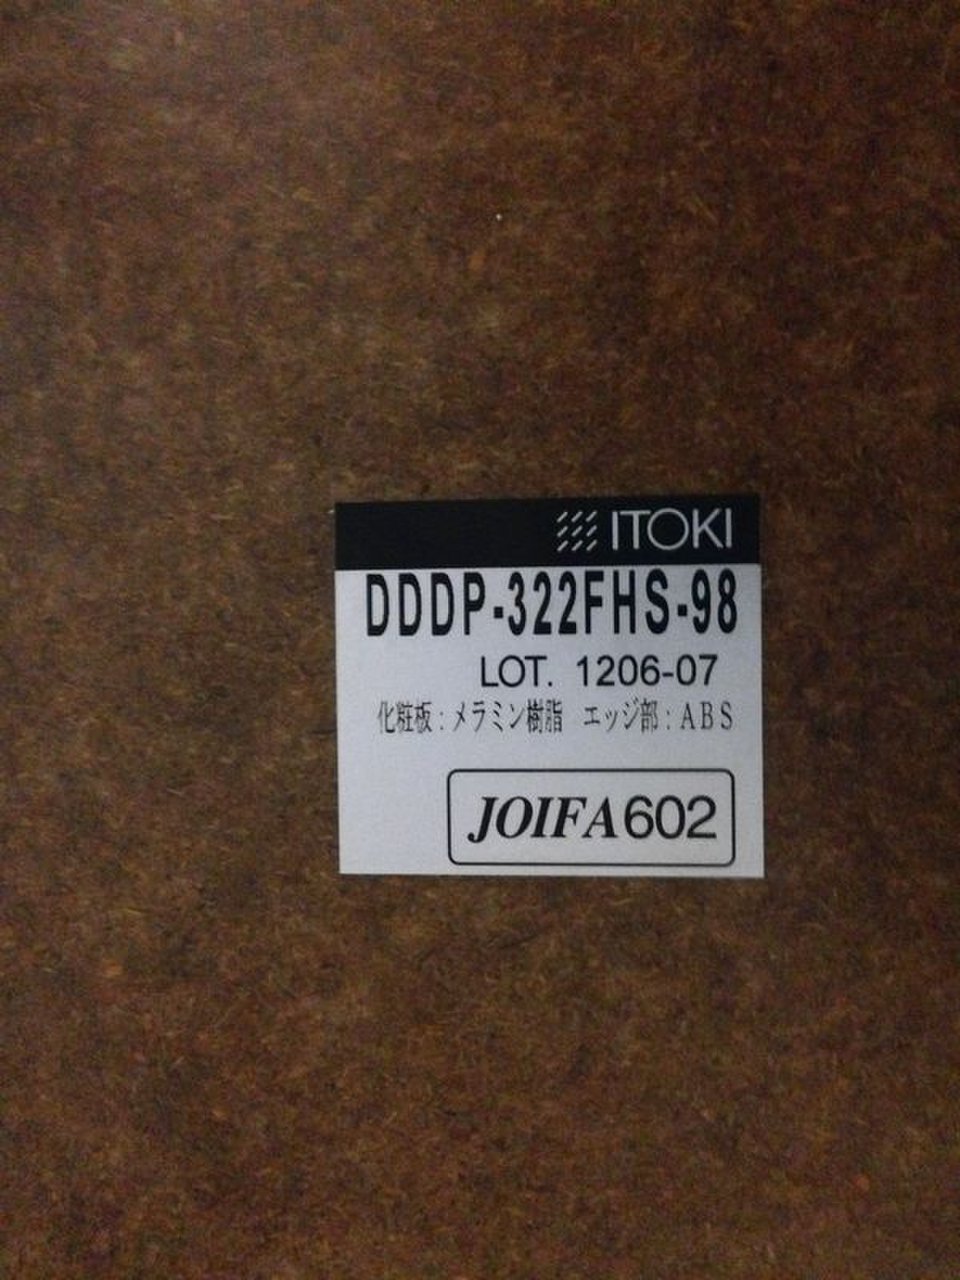 ITOKI
DDDP-322FHS-98
LOT. 1206-07
化粧板：メラミン樹脂　エッジ部：ABS
JOIFA602